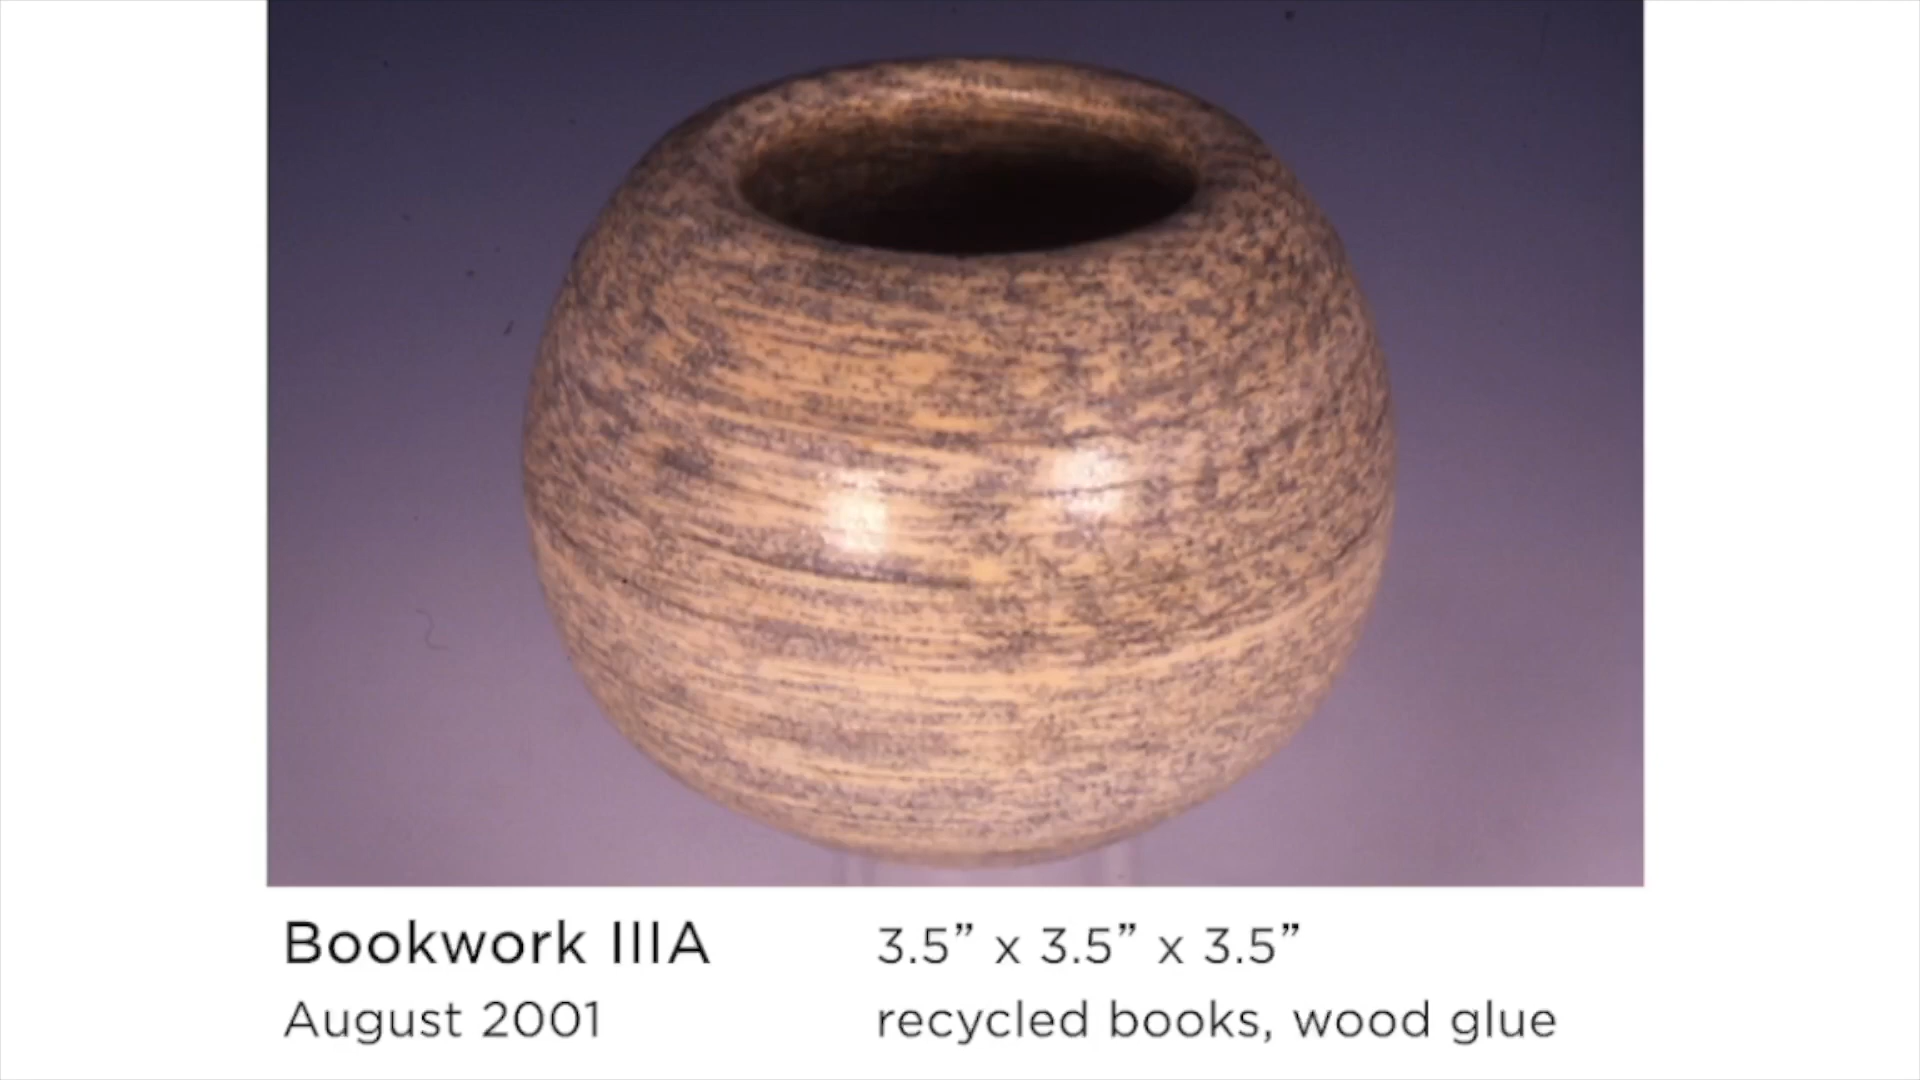 Bookwork IIIA
August 2001
3.5” x 3.5” x 3.5”
recycled books, wood glue